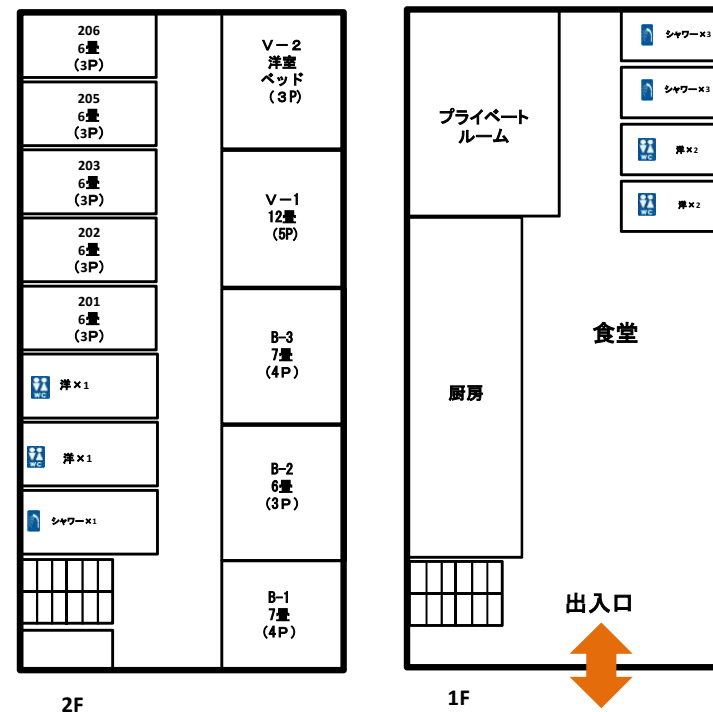 206
6畳
(3P)
205
6畳
(3P)
203
6畳
(3P)
202
6畳
(3P)
201
6畳
(3P)
WC 洋×1
WC 洋×1
シャワー×1
V－2
洋室
ベッド
(3P)
V－1
12畳
(5P)
B-3
7畳
(4P)
B-2
6畳
(3P)
B-1
7畳
(4P)
2F
プライベート
ルーム
厨房
シャワー×3
シャワー×3
WC 洋×2
WC 洋×2
食堂
出入口
1F